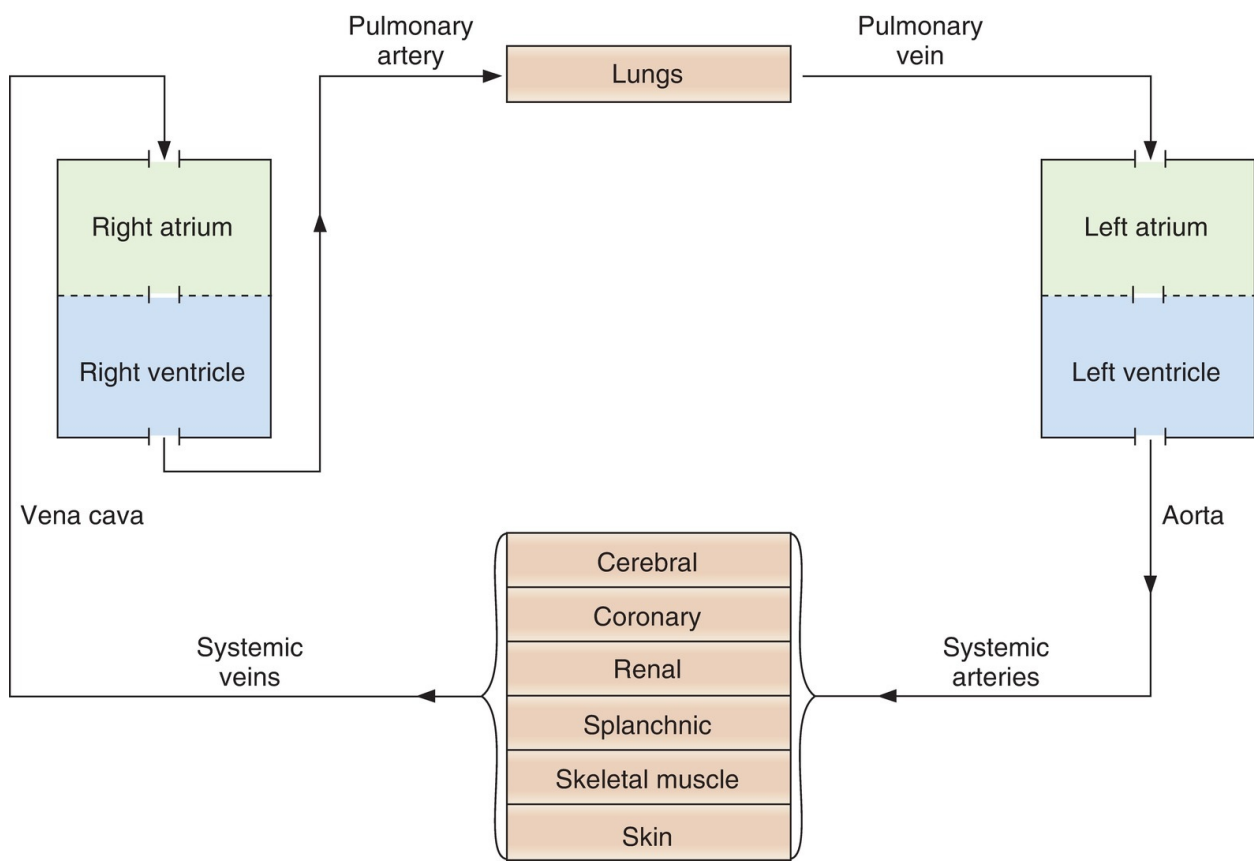 Pulmonary
artery
Lungs
Pulmonary
vein
Right atrium
Left atrium
Right ventricle
Left ventricle
Vena cava
Aorta
Cerebral
Coronary
Systemic
veins
Renal
Systemic
arteries
Splanchnic
Skeletal muscle
Skin